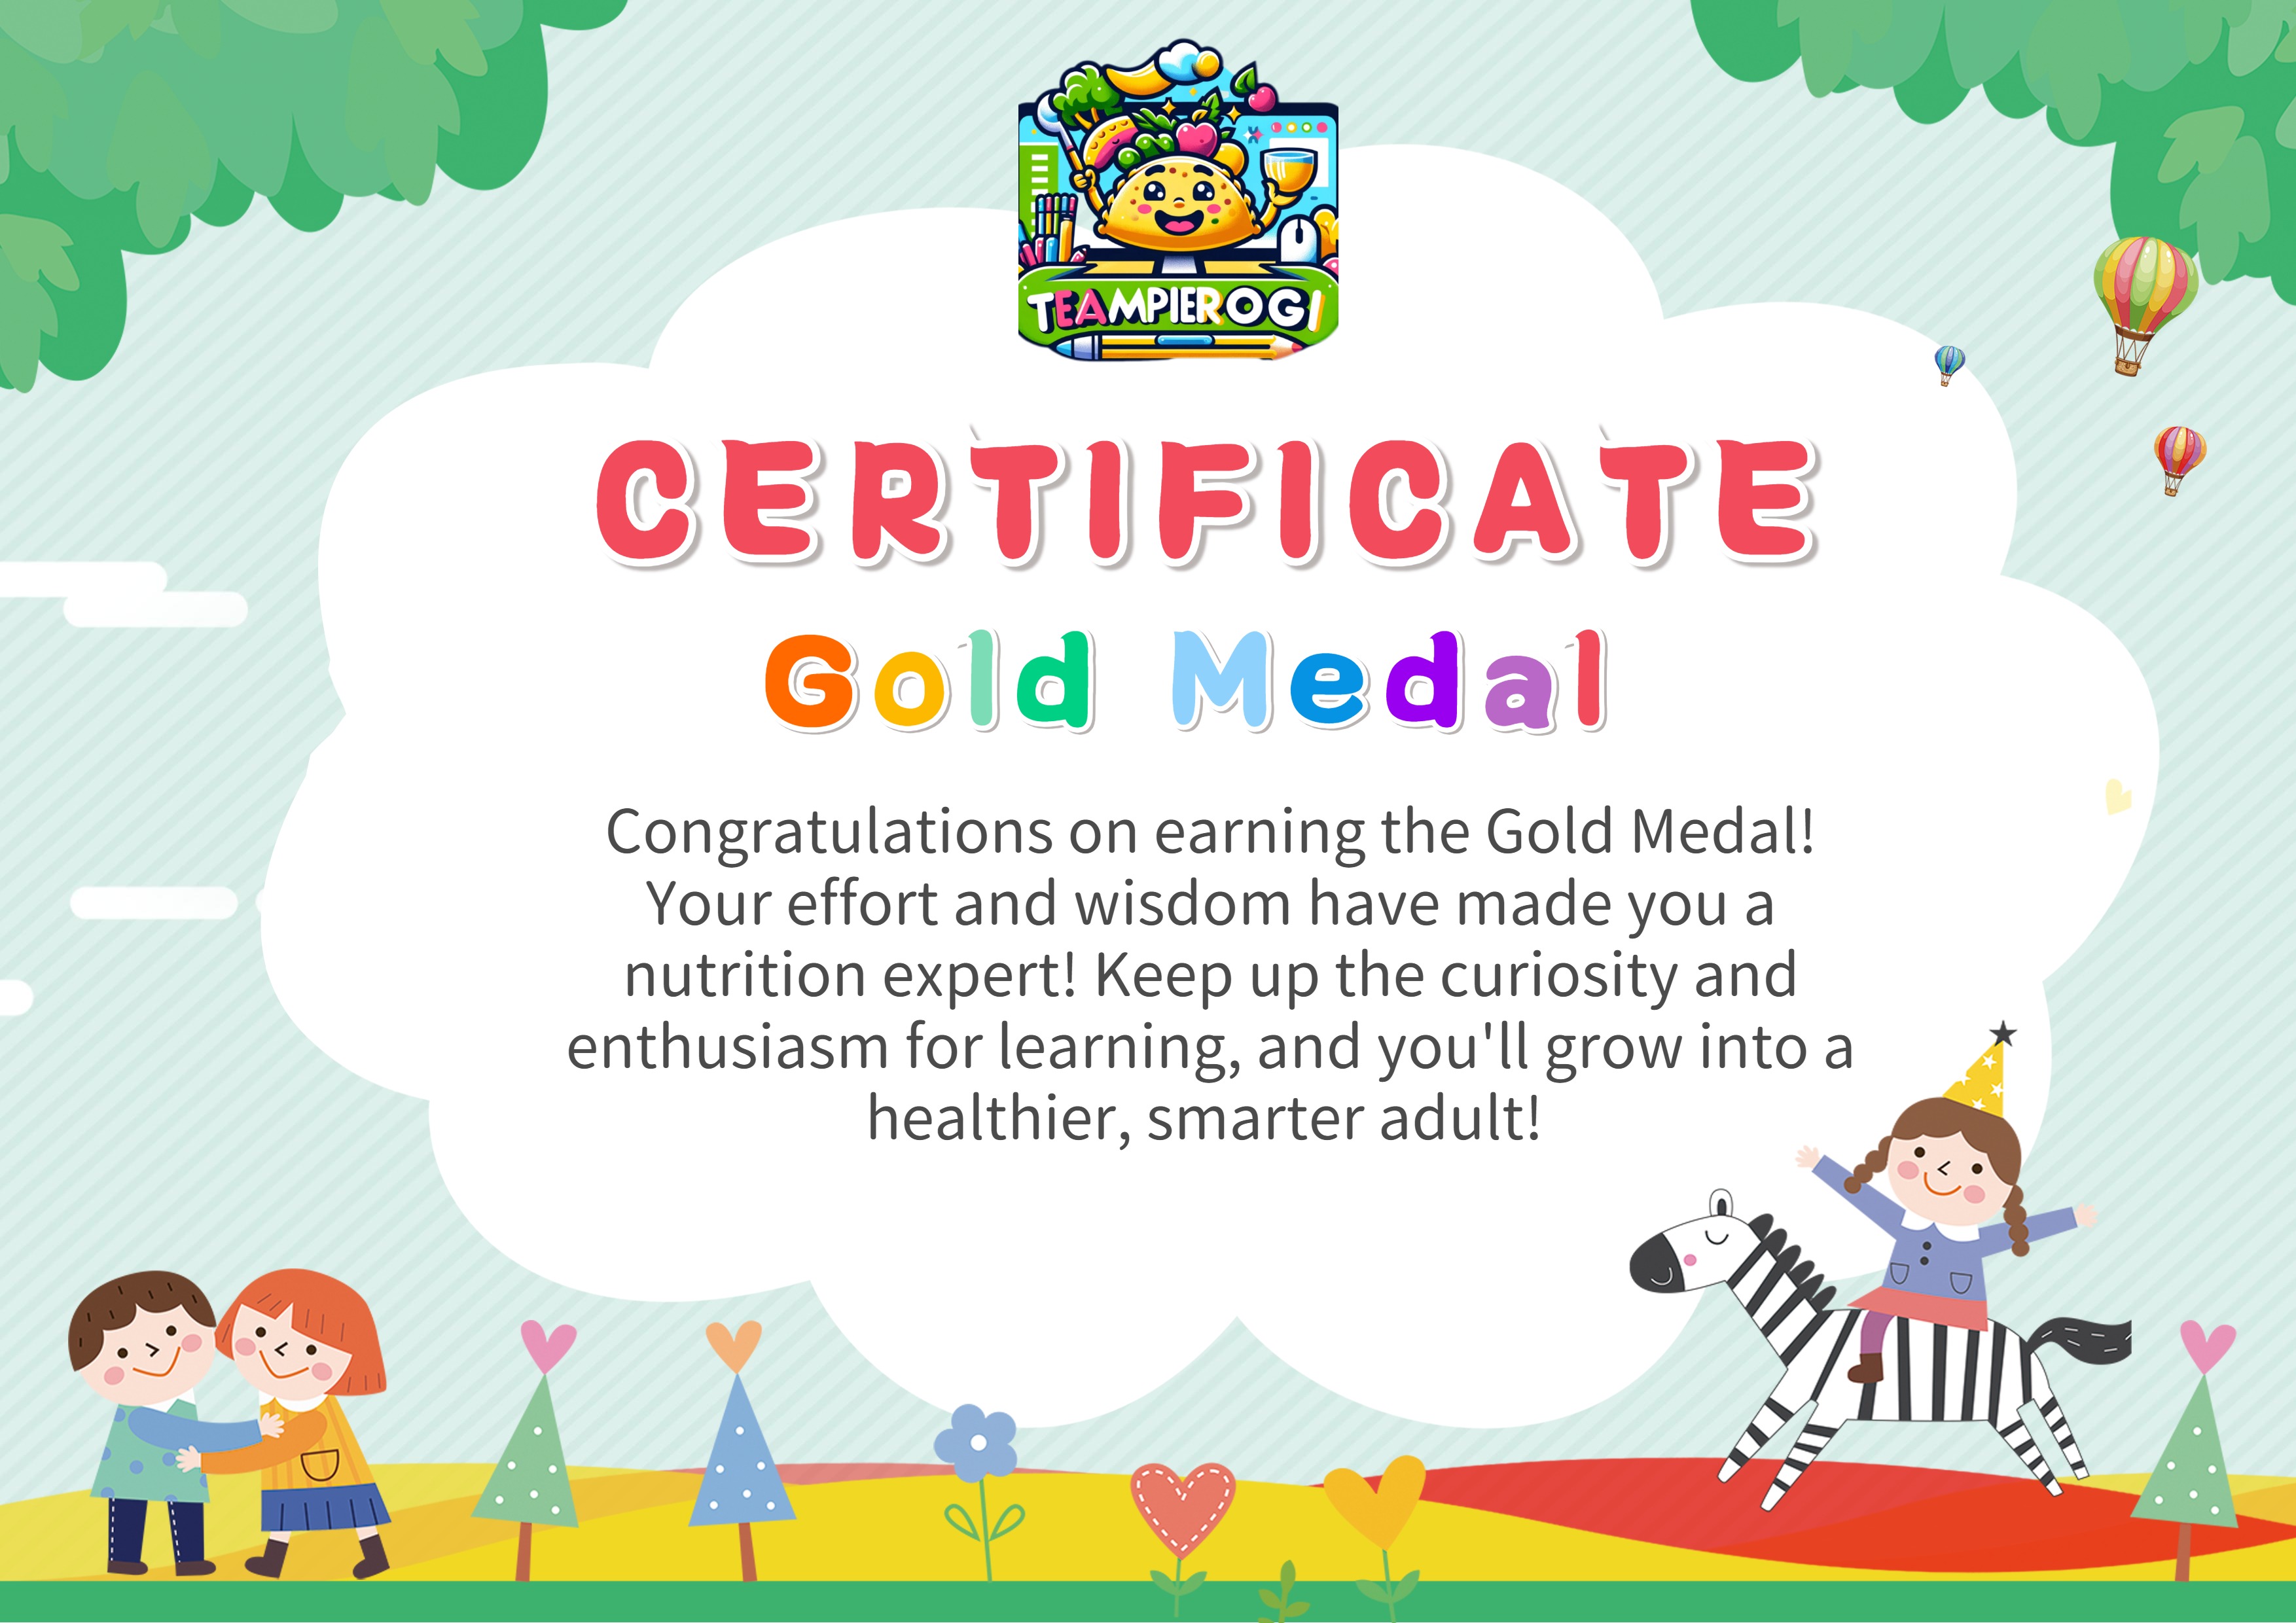 TEAMPIEROGI
CERTIFICATE
Gold Medal
Congratulations on earning the Gold Medal!
Your effort and wisdom have made you a
nutrition expert! Keep up the curiosity and
enthusiasm for learning, and you'll grow into a
healthier, smarter adult!